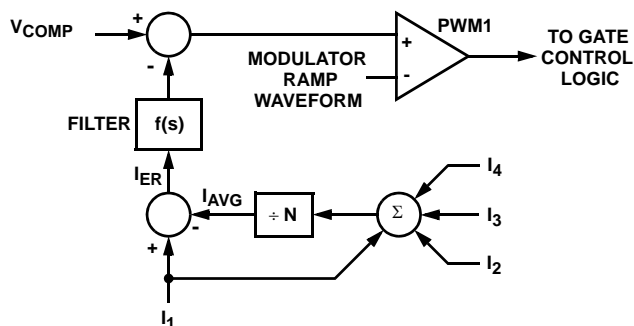 V_COMP
+
-
+
-
PWM1
TO GATE
CONTROL
LOGIC
MODULATOR
RAMP
WAVEFORM
FILTER
f(s)
I_ER
I_AVG
÷ N
Σ
I_4
I_3
I_2
-
+
I_1